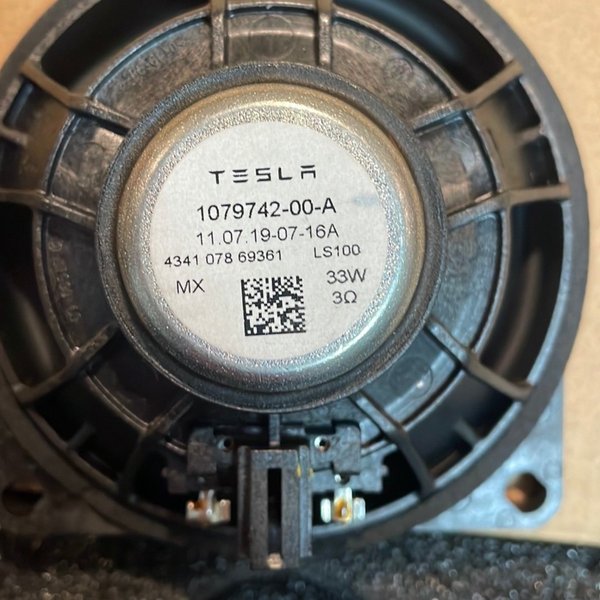 TESLA
1079742-00-A
11.07.19-07-16A
4341 078 69361 LS100
MX 33W
3Ω